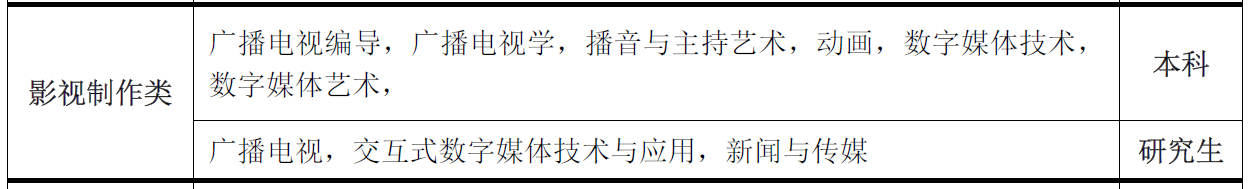 影视制作类
广播电视编导，广播电视学，播音与主持艺术，动画，数字媒体技术，
数字媒体艺术，
本科
广播电视，交互式数字媒体技术与应用，新闻与传媒
研究生